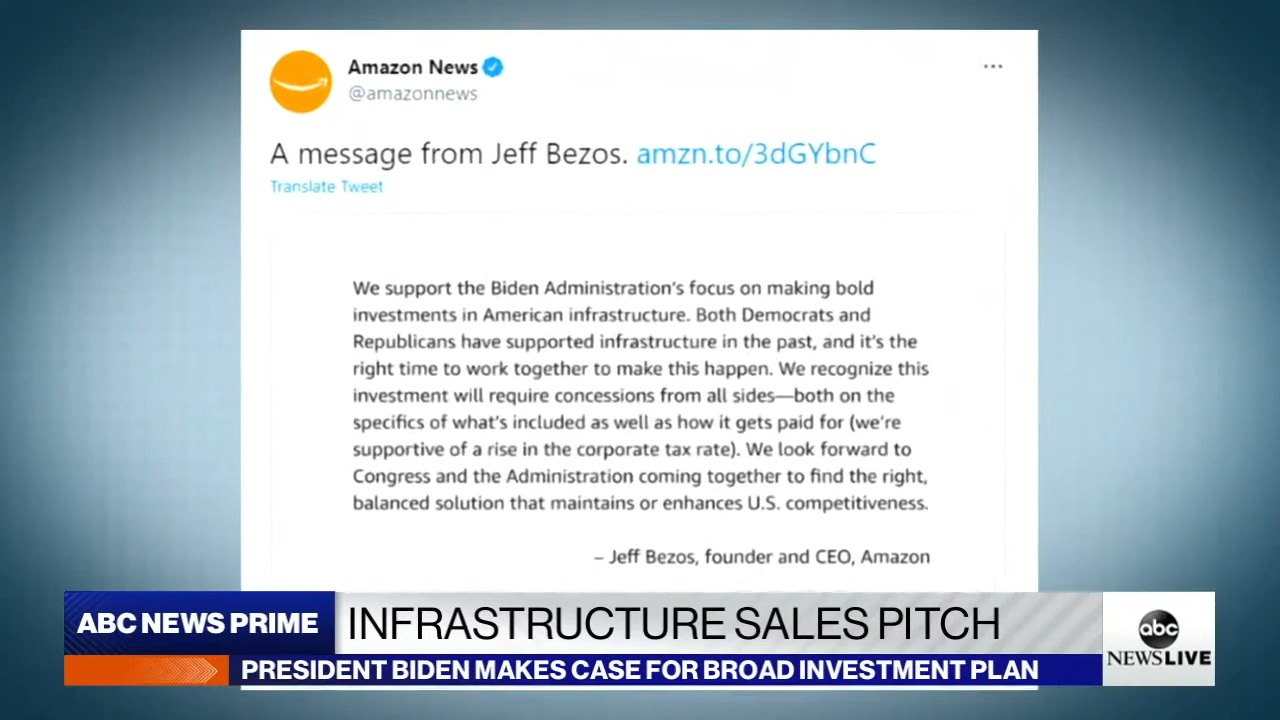 Amazon News
@amazonnews
...
A message from Jeff Bezos. amzn.to/3dGYbnC
Translate Tweet
We support the Biden Administration's focus on making bold
investments in American infrastructure. Both Democrats and
Republicans have supported infrastructure in the past, and it's the
right time to work together to make this happen. We recognize this
investment will require concessions from all sides—both on the
specifics of what's included as well as how it gets paid for (we're
supportive of a rise in the corporate tax rate). We look forward to
Congress and the Administration coming together to find the right,
balanced solution that maintains or enhances U.S. competitiveness.
– Jeff Bezos, founder and CEO, Amazon
ABC NEWS PRIME
INFRASTRUCTURE SALES PITCH
PRESIDENT BIDEN MAKES CASE FOR BROAD INVESTMENT PLAN
abc
NEWS LIVE